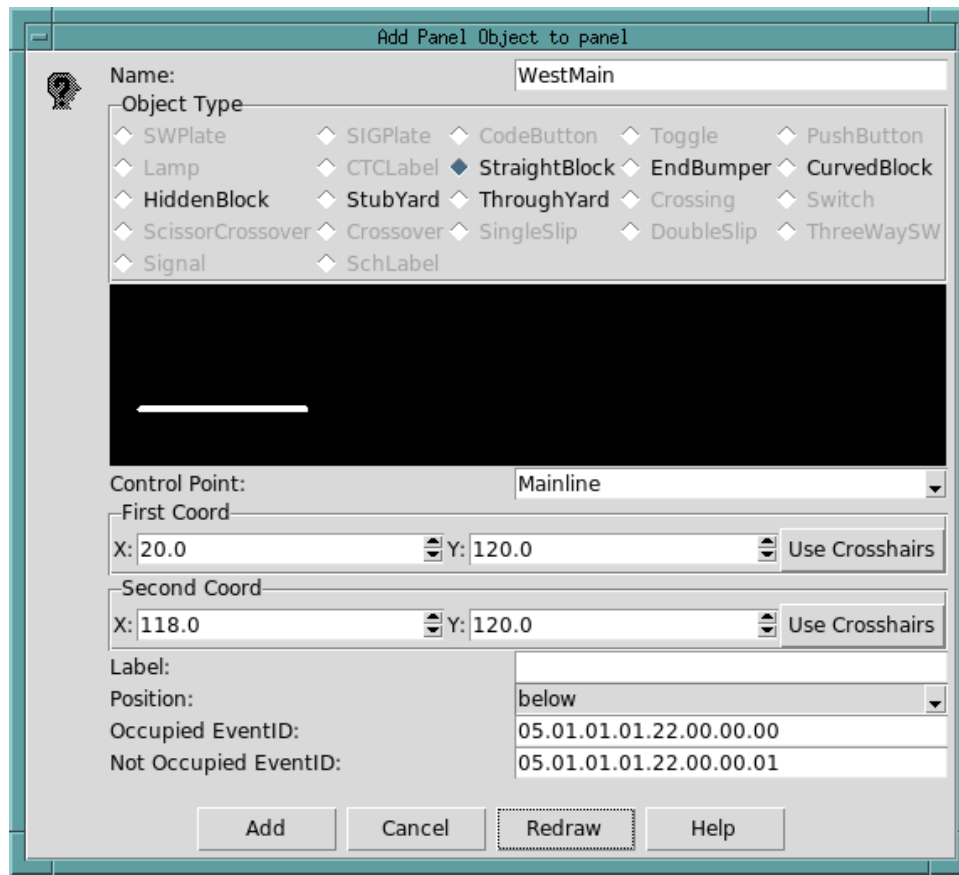 Add Panel Object to panel
Name: WestMain
Object Type
SWPlate SIGPlate CodeButton Toggle PushButton
Lamp CTCLabel StraightBlock EndBumper CurvedBlock
HiddenBlock StubYard ThroughYard Crossing Switch
ScissorCrossover Crossover SingleSlip DoubleSlip ThreeWaySW
Signal SchLabel
Control Point: Mainline
First Coord
X: 20.0 Y: 120.0 Use Crosshairs
Second Coord
X: 118.0 Y: 120.0 Use Crosshairs
Label:
Position: below
Occupied EventID: 05.01.01.01.22.00.00.00
Not Occupied EventID: 05.01.01.01.22.00.00.01
Add Cancel Redraw Help